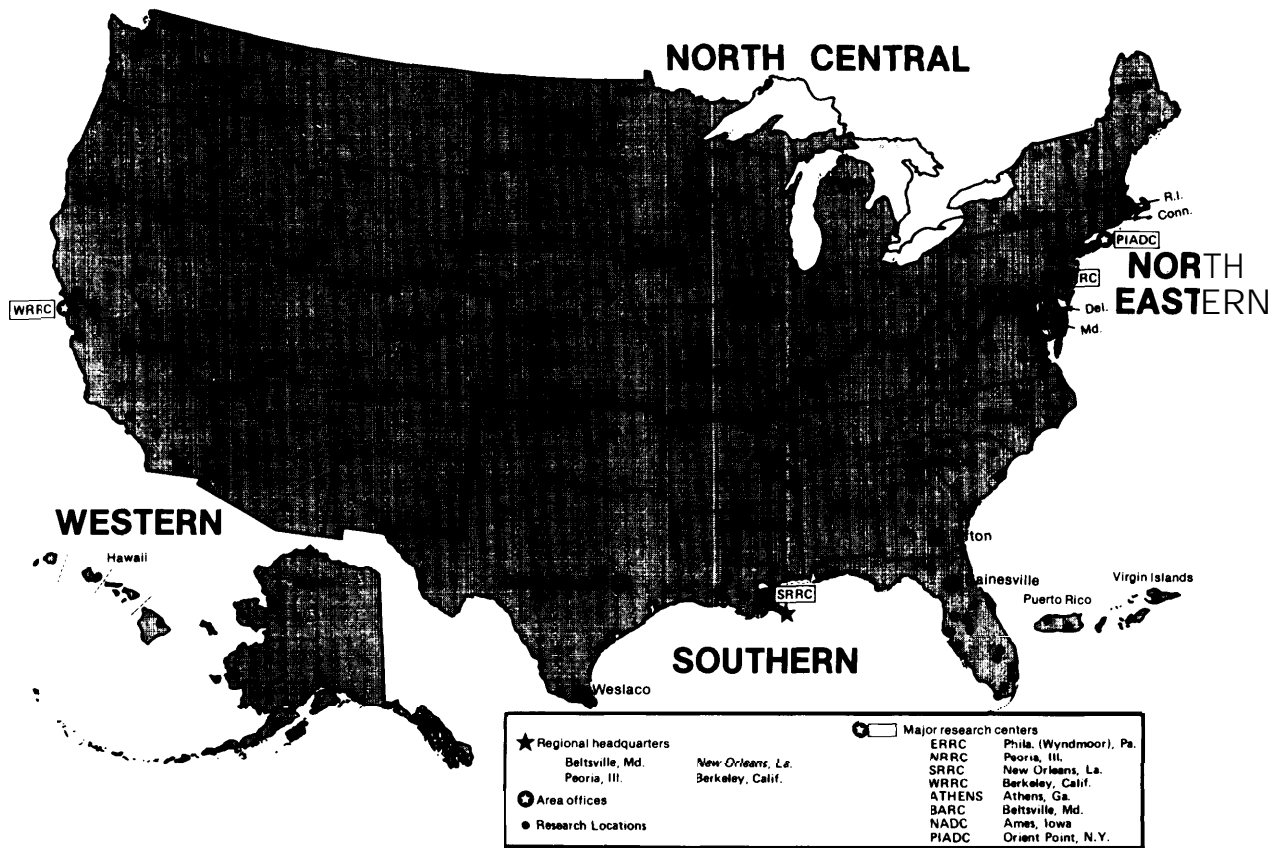 NORTH CENTRAL
R.I.
Conn.
PIADC
NORTH
EASTERN
RC
Del.
Md.
WRRC
WESTERN
Hawaii
fton
ainesville
Virgin Islands
Puerto Rico
SRRC
SOUTHERN
Weslaco
Regional headquarters
Beltsville, Md. New Orleans, La.
Peoria, Ill. Berkeley, Calif.
Area offices
Research Locations
Major research centers
ERRC Phila. (Wyndmoor), Pa.
NRRC Peoria, Ill.
SRRC New Orleans, La.
WRRC Berkeley, Calif.
ATHENS Athens, Ga.
BARC Beltsville, Md.
NADC Ames, Iowa
PIADC Orient Point, N.Y.